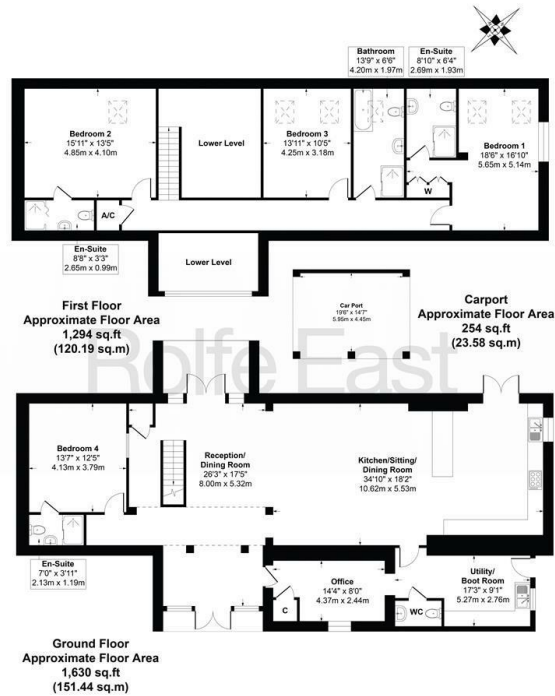 Bathroom
13'9" x 6'6"
4.20m x 1.97m
En-Suite
8'10" x 6'4"
2.69m x 1.93m
Bedroom 2
15'11" x 13'5"
4.85m x 4.10m
Lower Level
Bedroom 3
13'11" x 10'5"
4.25m x 3.18m
Bedroom 1
18'6" x 16'10"
5.65m x 5.14m
W
A/C
En-Suite
8'8" x 3'3"
2.65m x 0.99m
Lower Level
First Floor
Approximate Floor Area
1,294 sq.ft
(120.19 sq.m)
Car Port
19'6" x 14'7"
5.95m x 4.45m
Carport
Approximate Floor Area
254 sq.ft
(23.58 sq.m)
Rolfe East
Bedroom 4
13'7" x 12'5"
4.13m x 3.79m
Reception/
Dining Room
26'3" x 17'5"
8.00m x 5.32m
Kitchen/Sitting/
Dining Room
34'10" x 18'2"
10.62m x 5.53m
En-Suite
7'0" x 3'11"
2.13m x 1.19m
Office
14'4" x 8'0"
4.37m x 2.44m
C
WC
Utility/
Boot Room
17'3" x 9'1"
5.27m x 2.76m
Ground Floor
Approximate Floor Area
1,630 sq.ft
(151.44 sq.m)